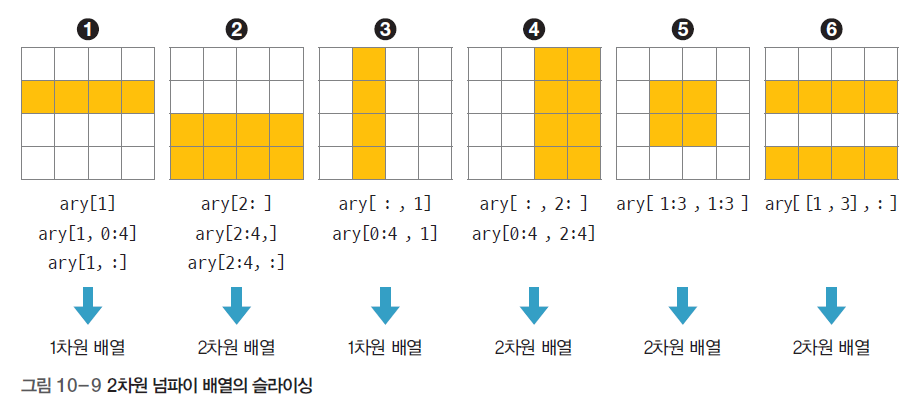 ❶ ❷ ❸ ❹ ❺ ❻
ary[1] ary[2: ] ary[ : , 1] ary[ : , 2: ] ary[ 1:3 , 1:3 ] ary[ [1 , 3] , : ]
ary[1, 0:4] ary[2:4,] ary[0:4 , 1] ary[0:4 , 2:4]
ary[1, :] ary[2:4, :]
1차원 배열 2차원 배열 1차원 배열 2차원 배열 2차원 배열 2차원 배열
그림 10-9 2차원 넘파이 배열의 슬라이싱